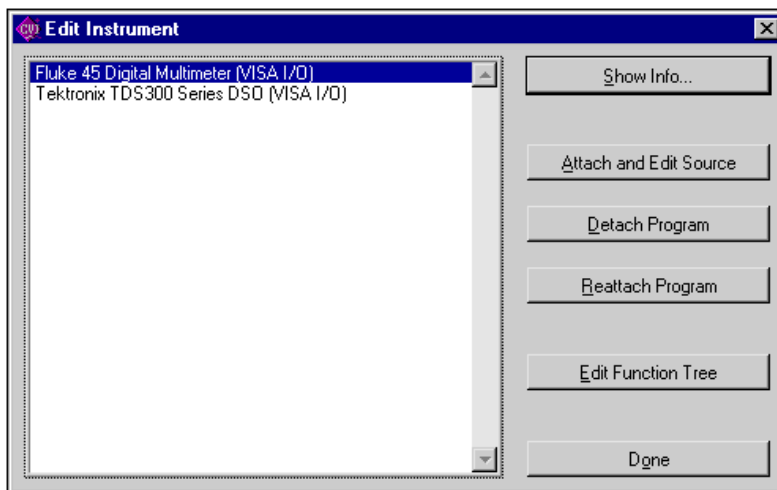 CVI Edit Instrument
Fluke 45 Digital Multimeter (VISA I/O)
Tektronix TDS300 Series DSO (VISA I/O)
Show Info...
Attach and Edit Source
Detach Program
Reattach Program
Edit Function Tree
Done